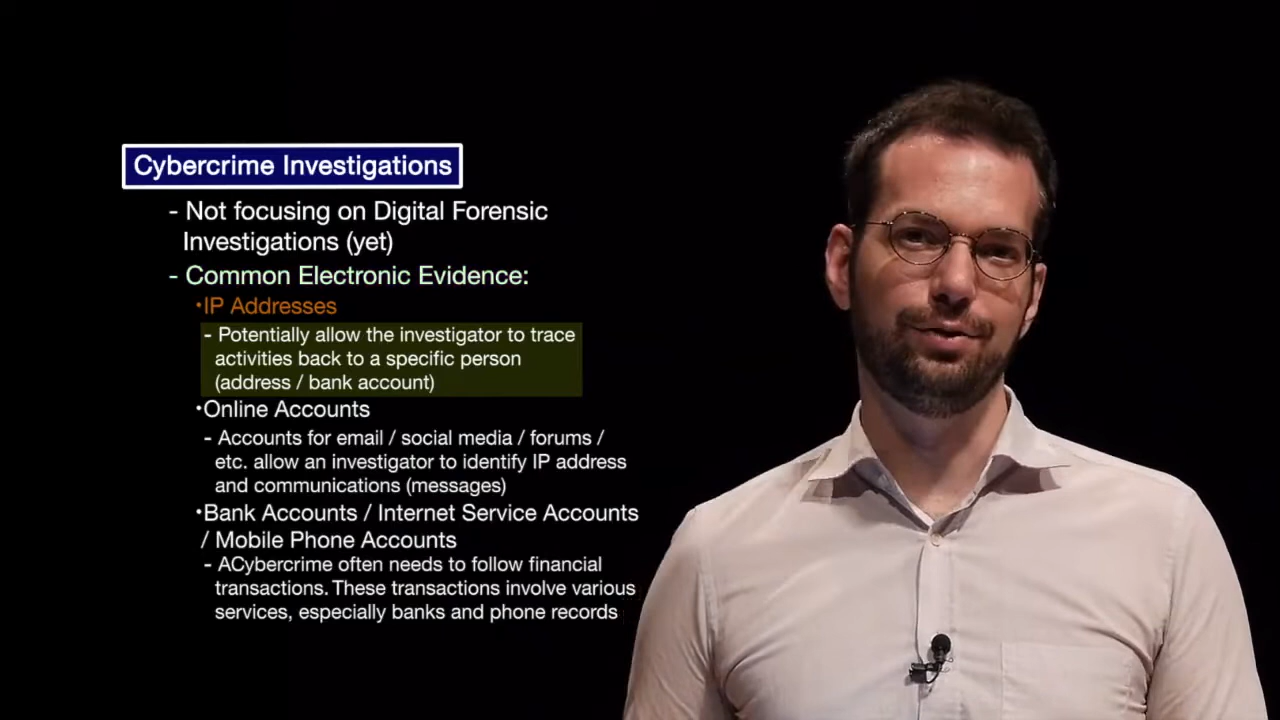 Cybercrime Investigations
- Not focusing on Digital Forensic
Investigations (yet)
- Common Electronic Evidence:
•IP Addresses
- Potentially allow the investigator to trace
activities back to a specific person
(address / bank account)
•Online Accounts
- Accounts for email / social media / forums /
etc. allow an investigator to identify IP address
and communications (messages)
•Bank Accounts / Internet Service Accounts
/ Mobile Phone Accounts
- ACybercrime often needs to follow financial
transactions. These transactions involve various
services, especially banks and phone records